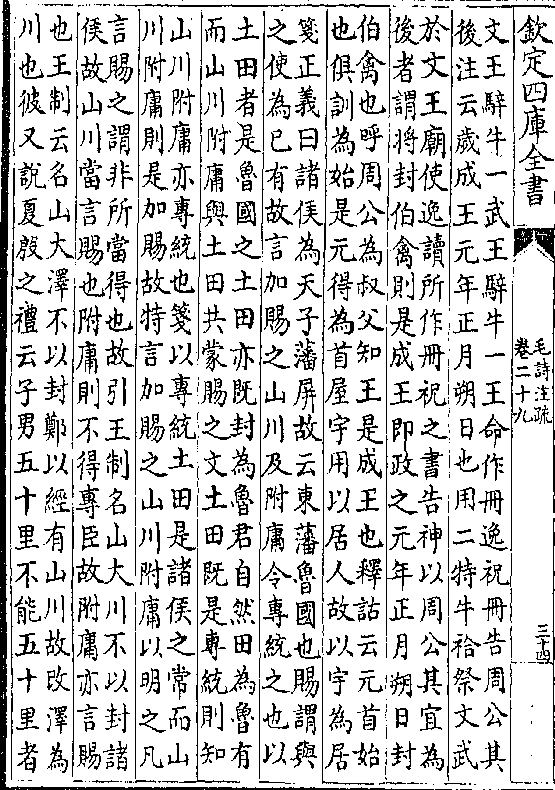 欽定四庫全書
毛詩注疏
卷二十九
三十四
文王騂牛一武王騂牛一王命作冊逸祝冊告周公其
後注云歲成王元年正月朔日也用二特牛祫祭文武
於文王廟使逸讀所作冊祝之書告神以周公其宜為
後者謂將封伯禽則是成王即政之元年正月朔日封
伯禽也呼周公為叔父知王是成王也釋詁云元首始
也俱訓為始是元得為首屋宇用以居人故以宇為居
箋正義曰諸侯為天子藩屏故云東藩魯國也賜謂與
之使為己有故言加賜之山川及附庸令專統之也以
土田者是魯國之土田亦既封為魯君自然田為魯有
而山川附庸與土田共蒙賜之文土田既是專統則知
山川附庸亦專統也箋以專統土田是諸侯之常而山
川附庸則是加賜故特言加賜之山川附庸以明之凡
言賜之謂非所當得也故引王制名山大川不以封諸
侯故山川當言賜也附庸則不得專臣故附庸亦言賜
也王制云名山大澤不以封鄭以經有山川故改澤為
川也彼又說夏殷之禮云子男五十里不能五十里者